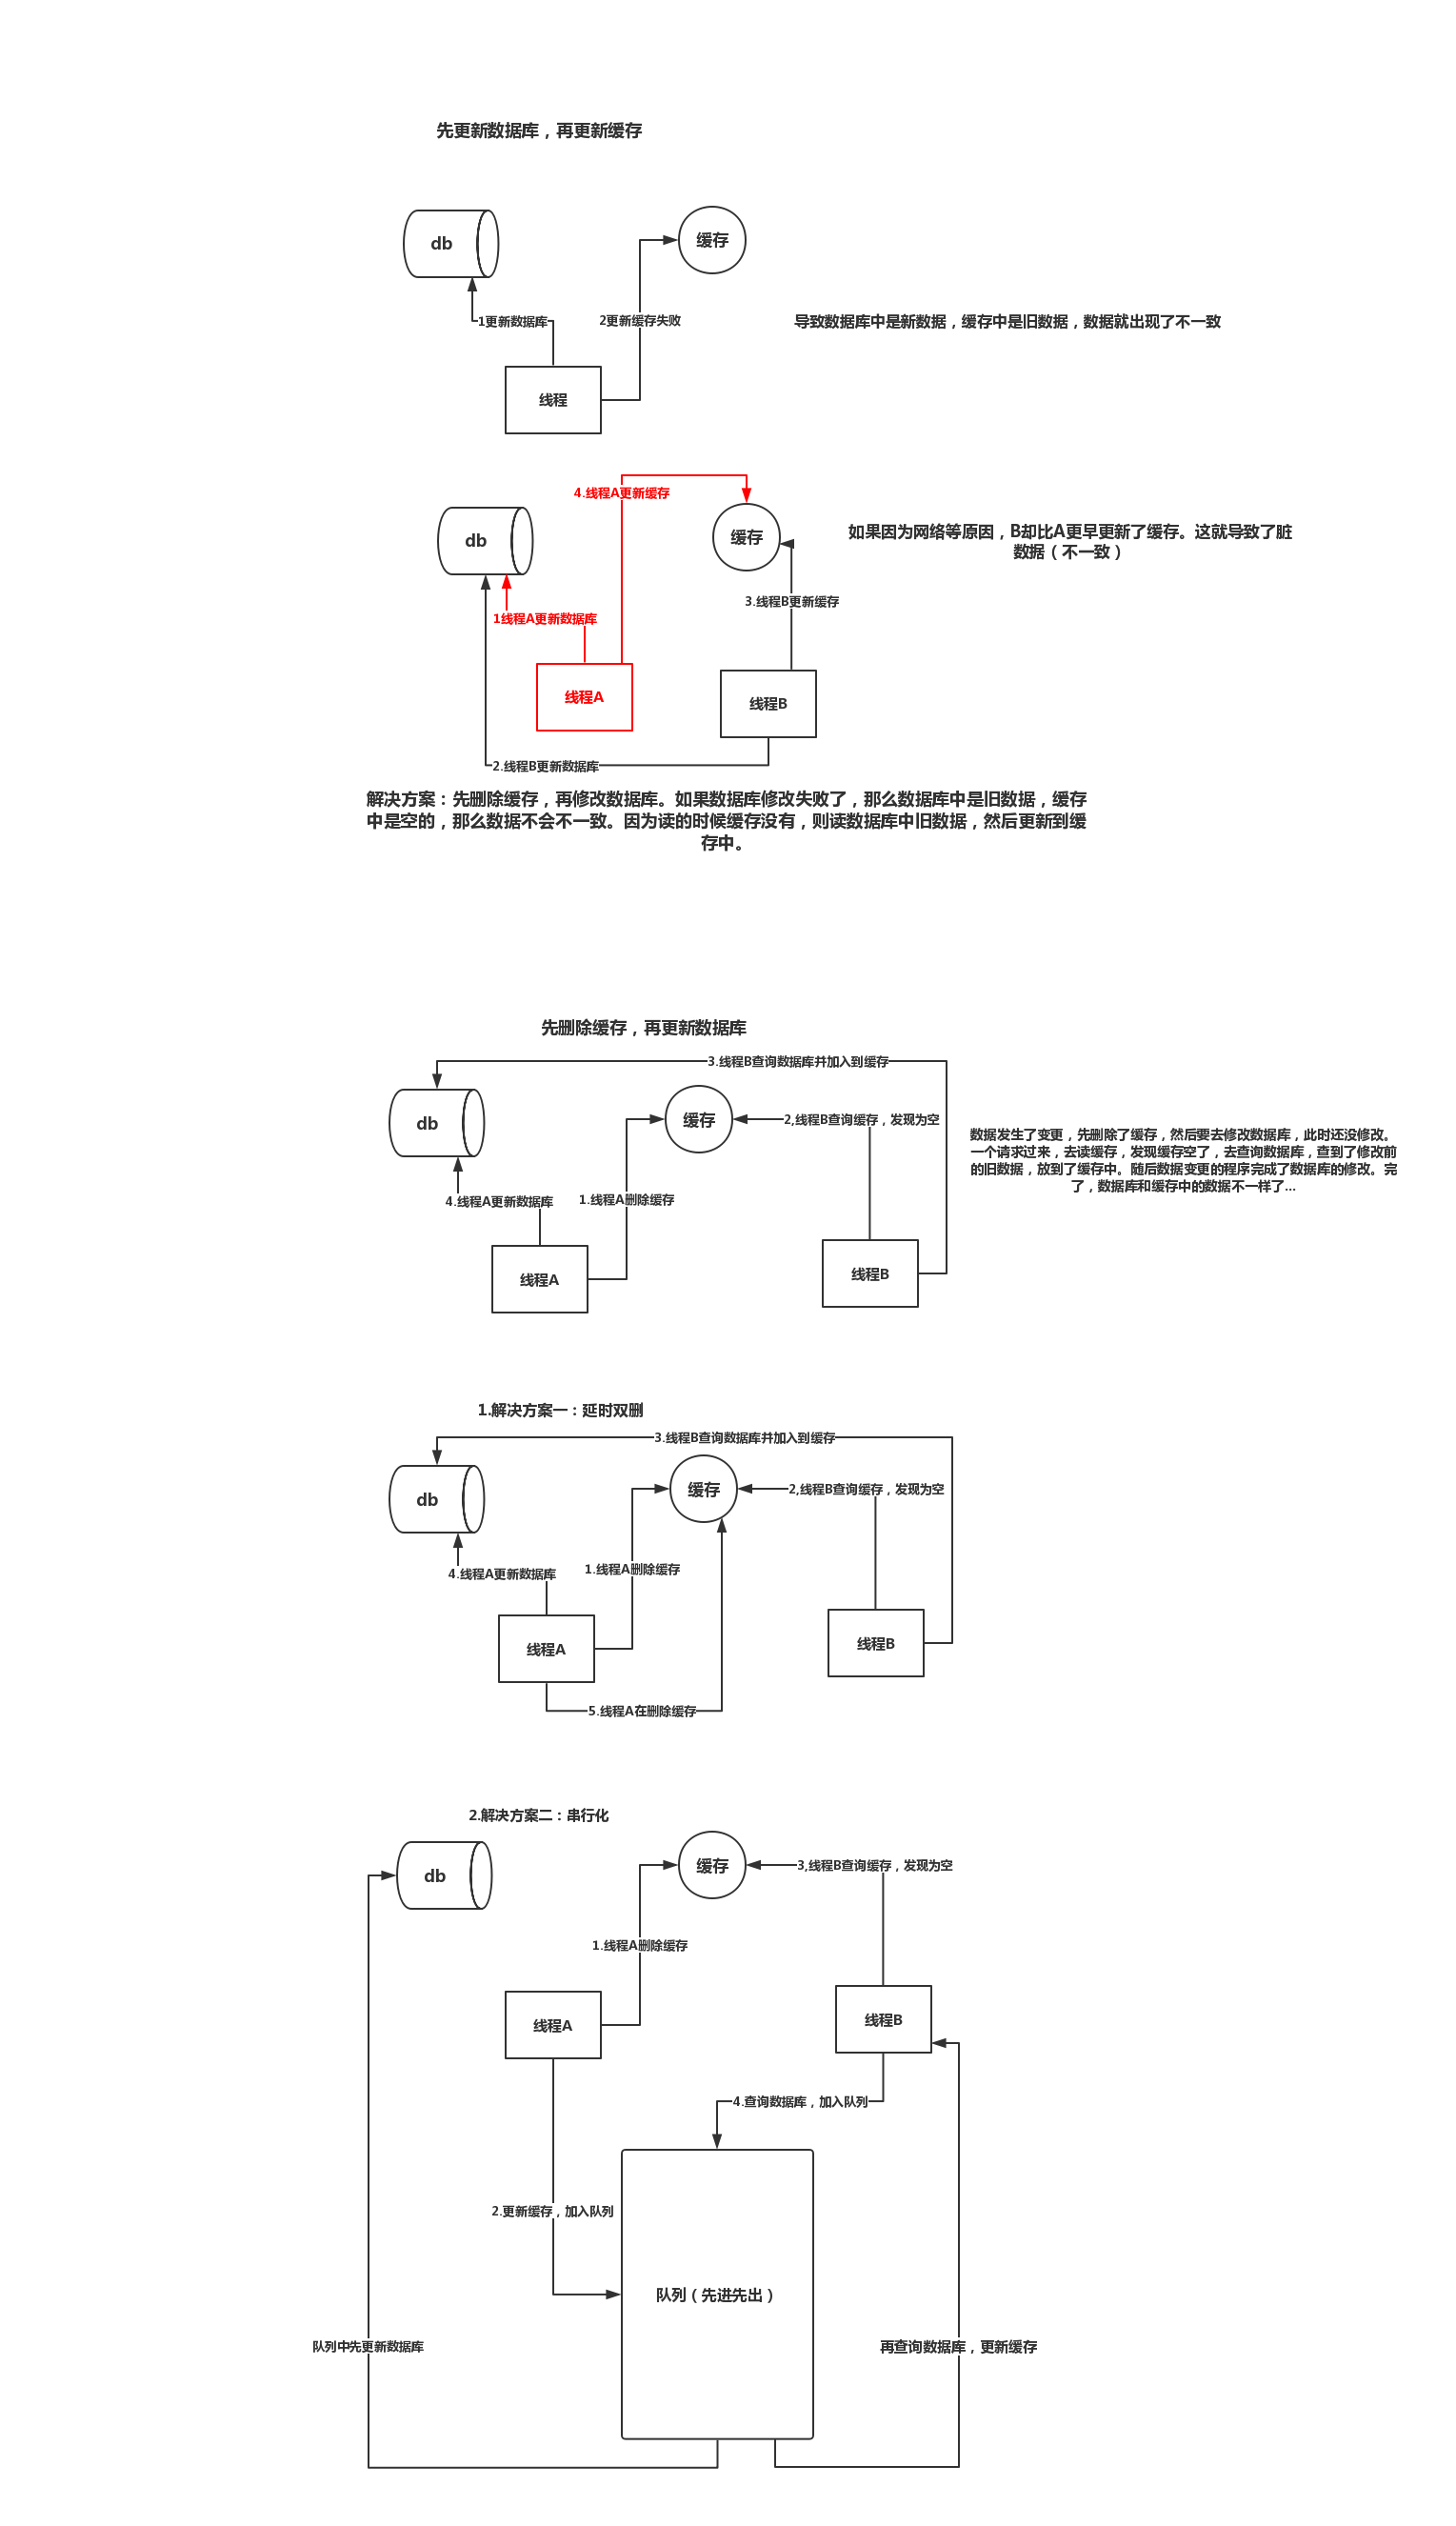 先更新数据库，再更新缓存
db
缓存
1更新数据库
2更新缓存失败
导致数据库中是新数据，缓存中是旧数据，数据就出现了不一致
线程
4.线程A更新缓存
db
缓存
如果因为网络等原因，B却比A更早更新了缓存。这就导致了脏
数据（不一致）
3.线程B更新缓存
1线程A更新数据库
线程A
线程B
2.线程B更新数据库
解决方案：先删除缓存，再修改数据库。如果数据库修改失败了，那么数据库中是旧数据，缓存
中是空的，那么数据不会不一致。因为读的时候缓存没有，则读数据库中旧数据，然后更新到缓
存中。
先删除缓存，再更新数据库
3.线程B查询数据库并加入到缓存
db
缓存
2,线程B查询缓存，发现为空
数据发生了变更，先删除了缓存，然后要去修改数据库，此时还没修改。
一个请求过来，去读缓存，发现缓存空了，去查询数据库，查到了修改前
的旧数据，放到了缓存中。随后数据变更的程序完成了数据库的修改。完
了，数据库和缓存中的数据不一样了...
4.线程A更新数据库
1.线程A删除缓存
线程A
线程B
1.解决方案一：延时双删
3.线程B查询数据库并加入到缓存
db
缓存
2,线程B查询缓存，发现为空
4.线程A更新数据库
1.线程A删除缓存
线程A
线程B
5.线程A在删除缓存
2.解决方案二：串行化
db
缓存
3,线程B查询缓存，发现为空
1.线程A删除缓存
线程A
线程B
4.查询数据库，加入队列
2.更新缓存，加入队列
队列（先进先出）
队列中先更新数据库
再查询数据库，更新缓存